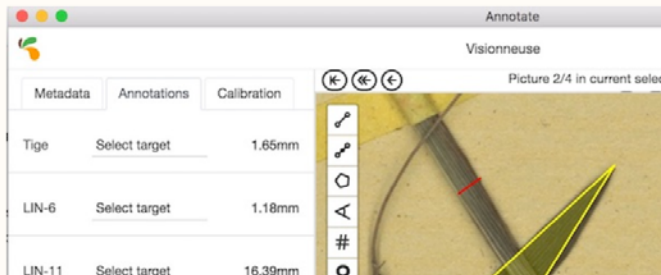 Annotate
Visionneuse
Metadata Annotations Calibration
Picture 2/4 in current selec
Tige Select target 1.65mm
LIN-6 Select target 1.18mm
LIN-11 Select target 16.39mm